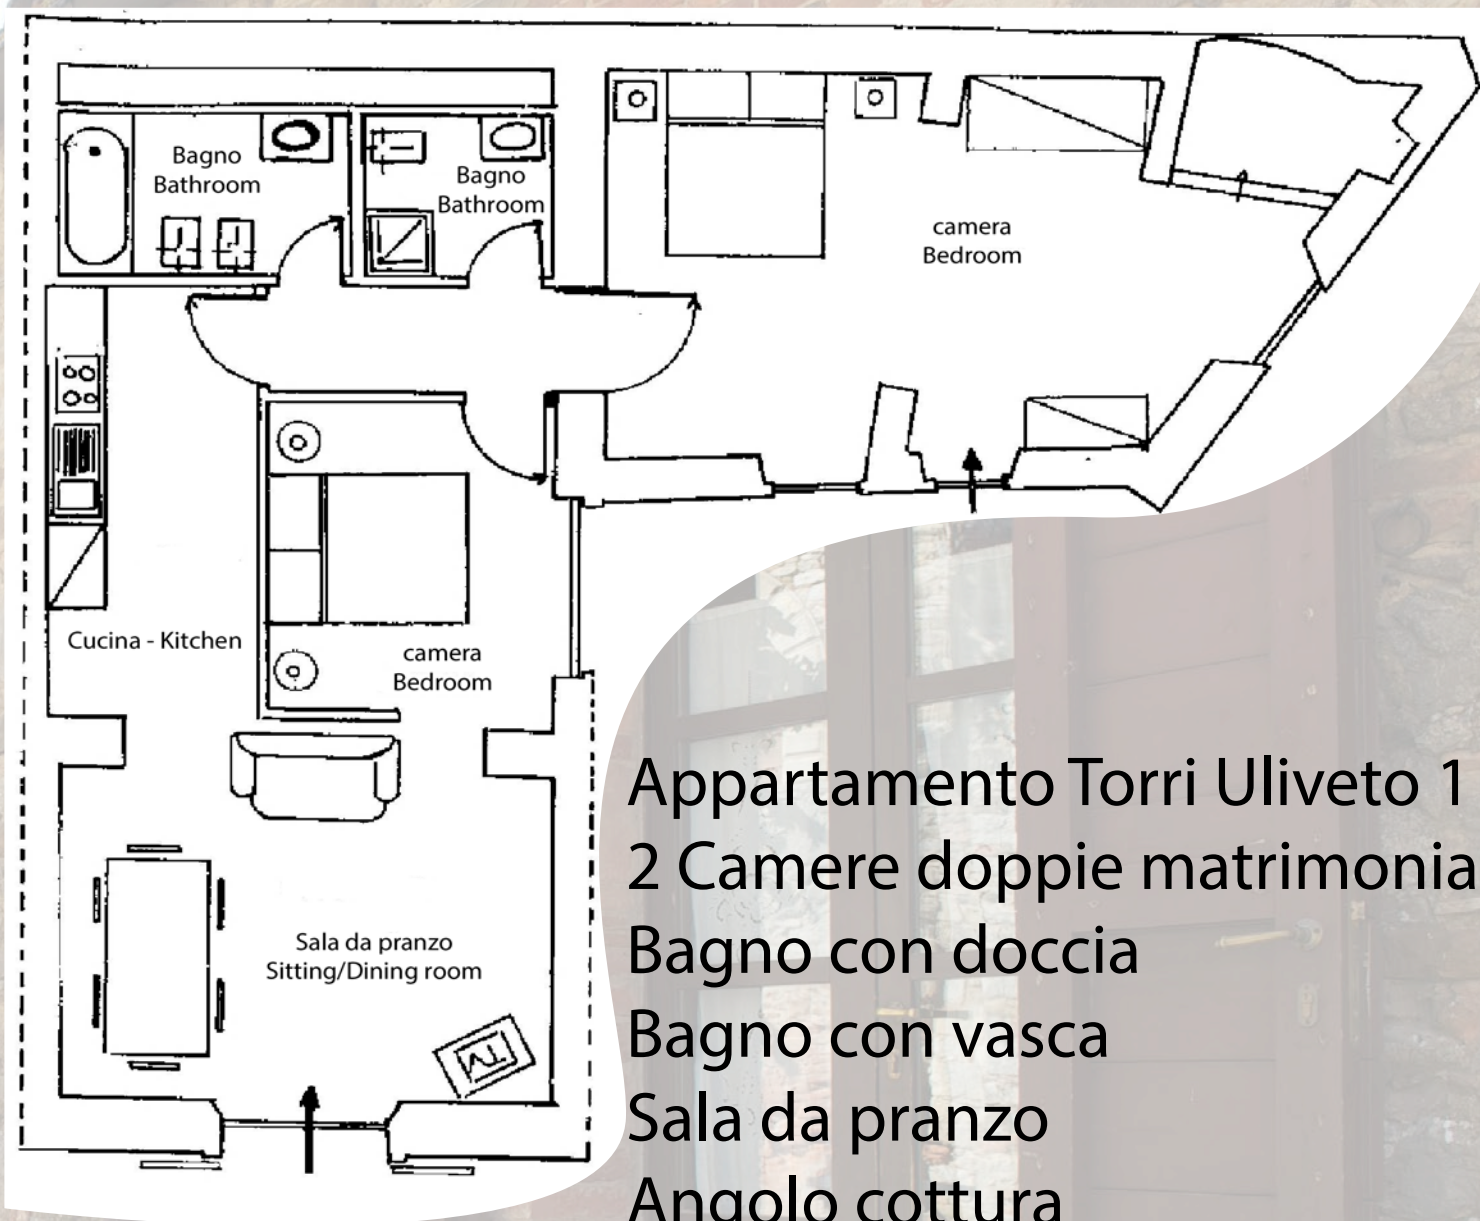 Bagno
Bathroom
Bagno
Bathroom
camera
Bedroom
Cucina - Kitchen
camera
Bedroom
Sala da pranzo
Sitting/Dining room
TV
Appartamento Torri Uliveto 1
2 Camere doppie matrimonia
Bagno con doccia
Bagno con vasca
Sala da pranzo
Angolo cottura